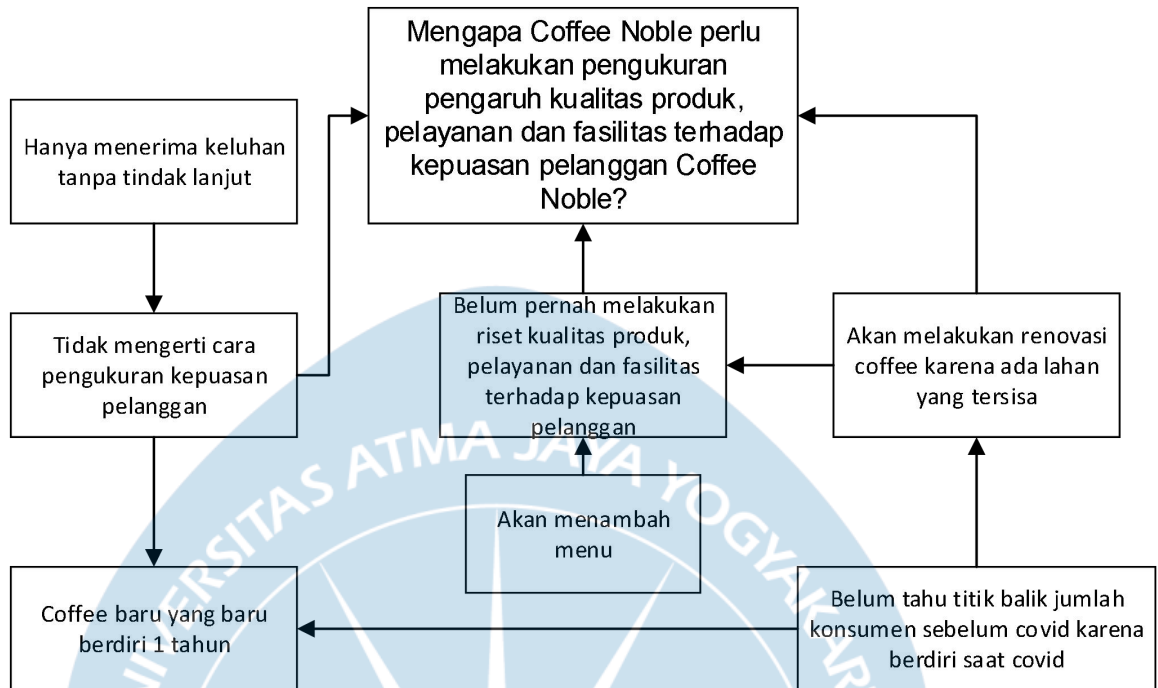 Mengapa Coffee Noble perlu
melakukan pengukuran
pengaruh kualitas produk,
pelayanan dan fasilitas terhadap
kepuasan pelanggan Coffee
Noble?
Hanya menerima keluhan
tanpa tindak lanjut
Tidak mengerti cara
pengukuran kepuasan
pelanggan
Belum pernah melakukan
riset kualitas produk,
pelayanan dan fasilitas
terhadap kepuasan
pelanggan
Akan melakukan renovasi
coffee karena ada lahan
yang tersisa
Akan menambah
menu
Coffee baru yang baru
berdiri 1 tahun
Belum tahu titik balik jumlah
konsumen sebelum covid karena
berdiri saat covid
ATMA JAYA